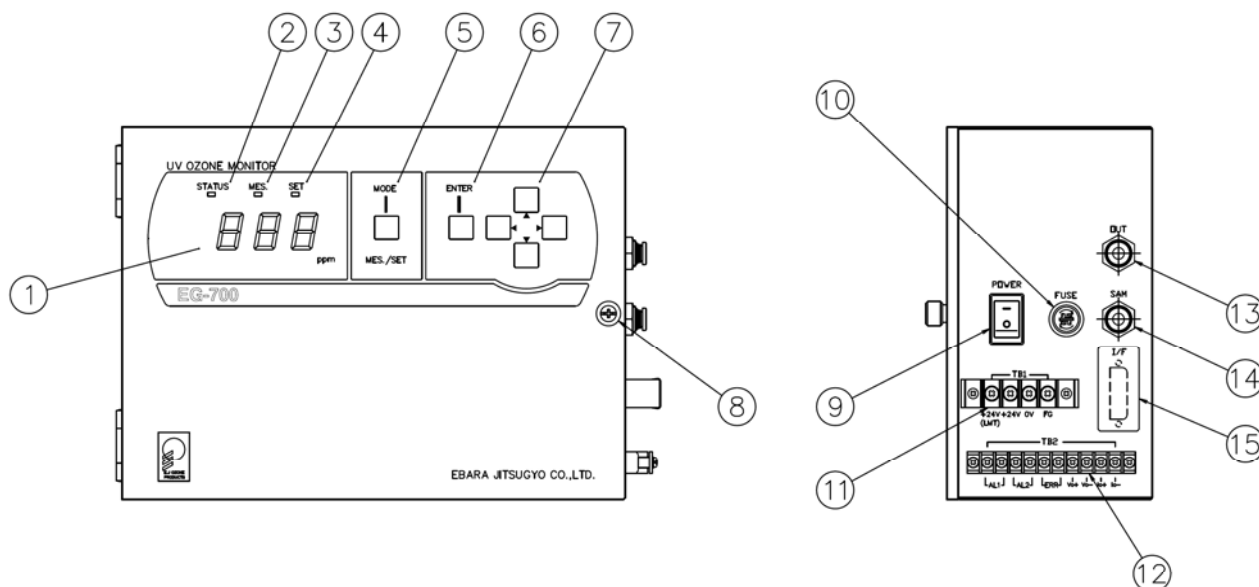 2 3 4 5 6 7
10
UV OZONE MONITOR
STATUS MES. SET
MODE
ENTER
888
ppm
MES./SET
1
EG-700
8
EBARA JITSUGYO CO.,LTD.
OUT
POWER FUSE SAM
13
9
I/F
14
TB1
+24V +24V 0V FG
(LMT)
15
11
TB2
AL1 AL2 ERR
12